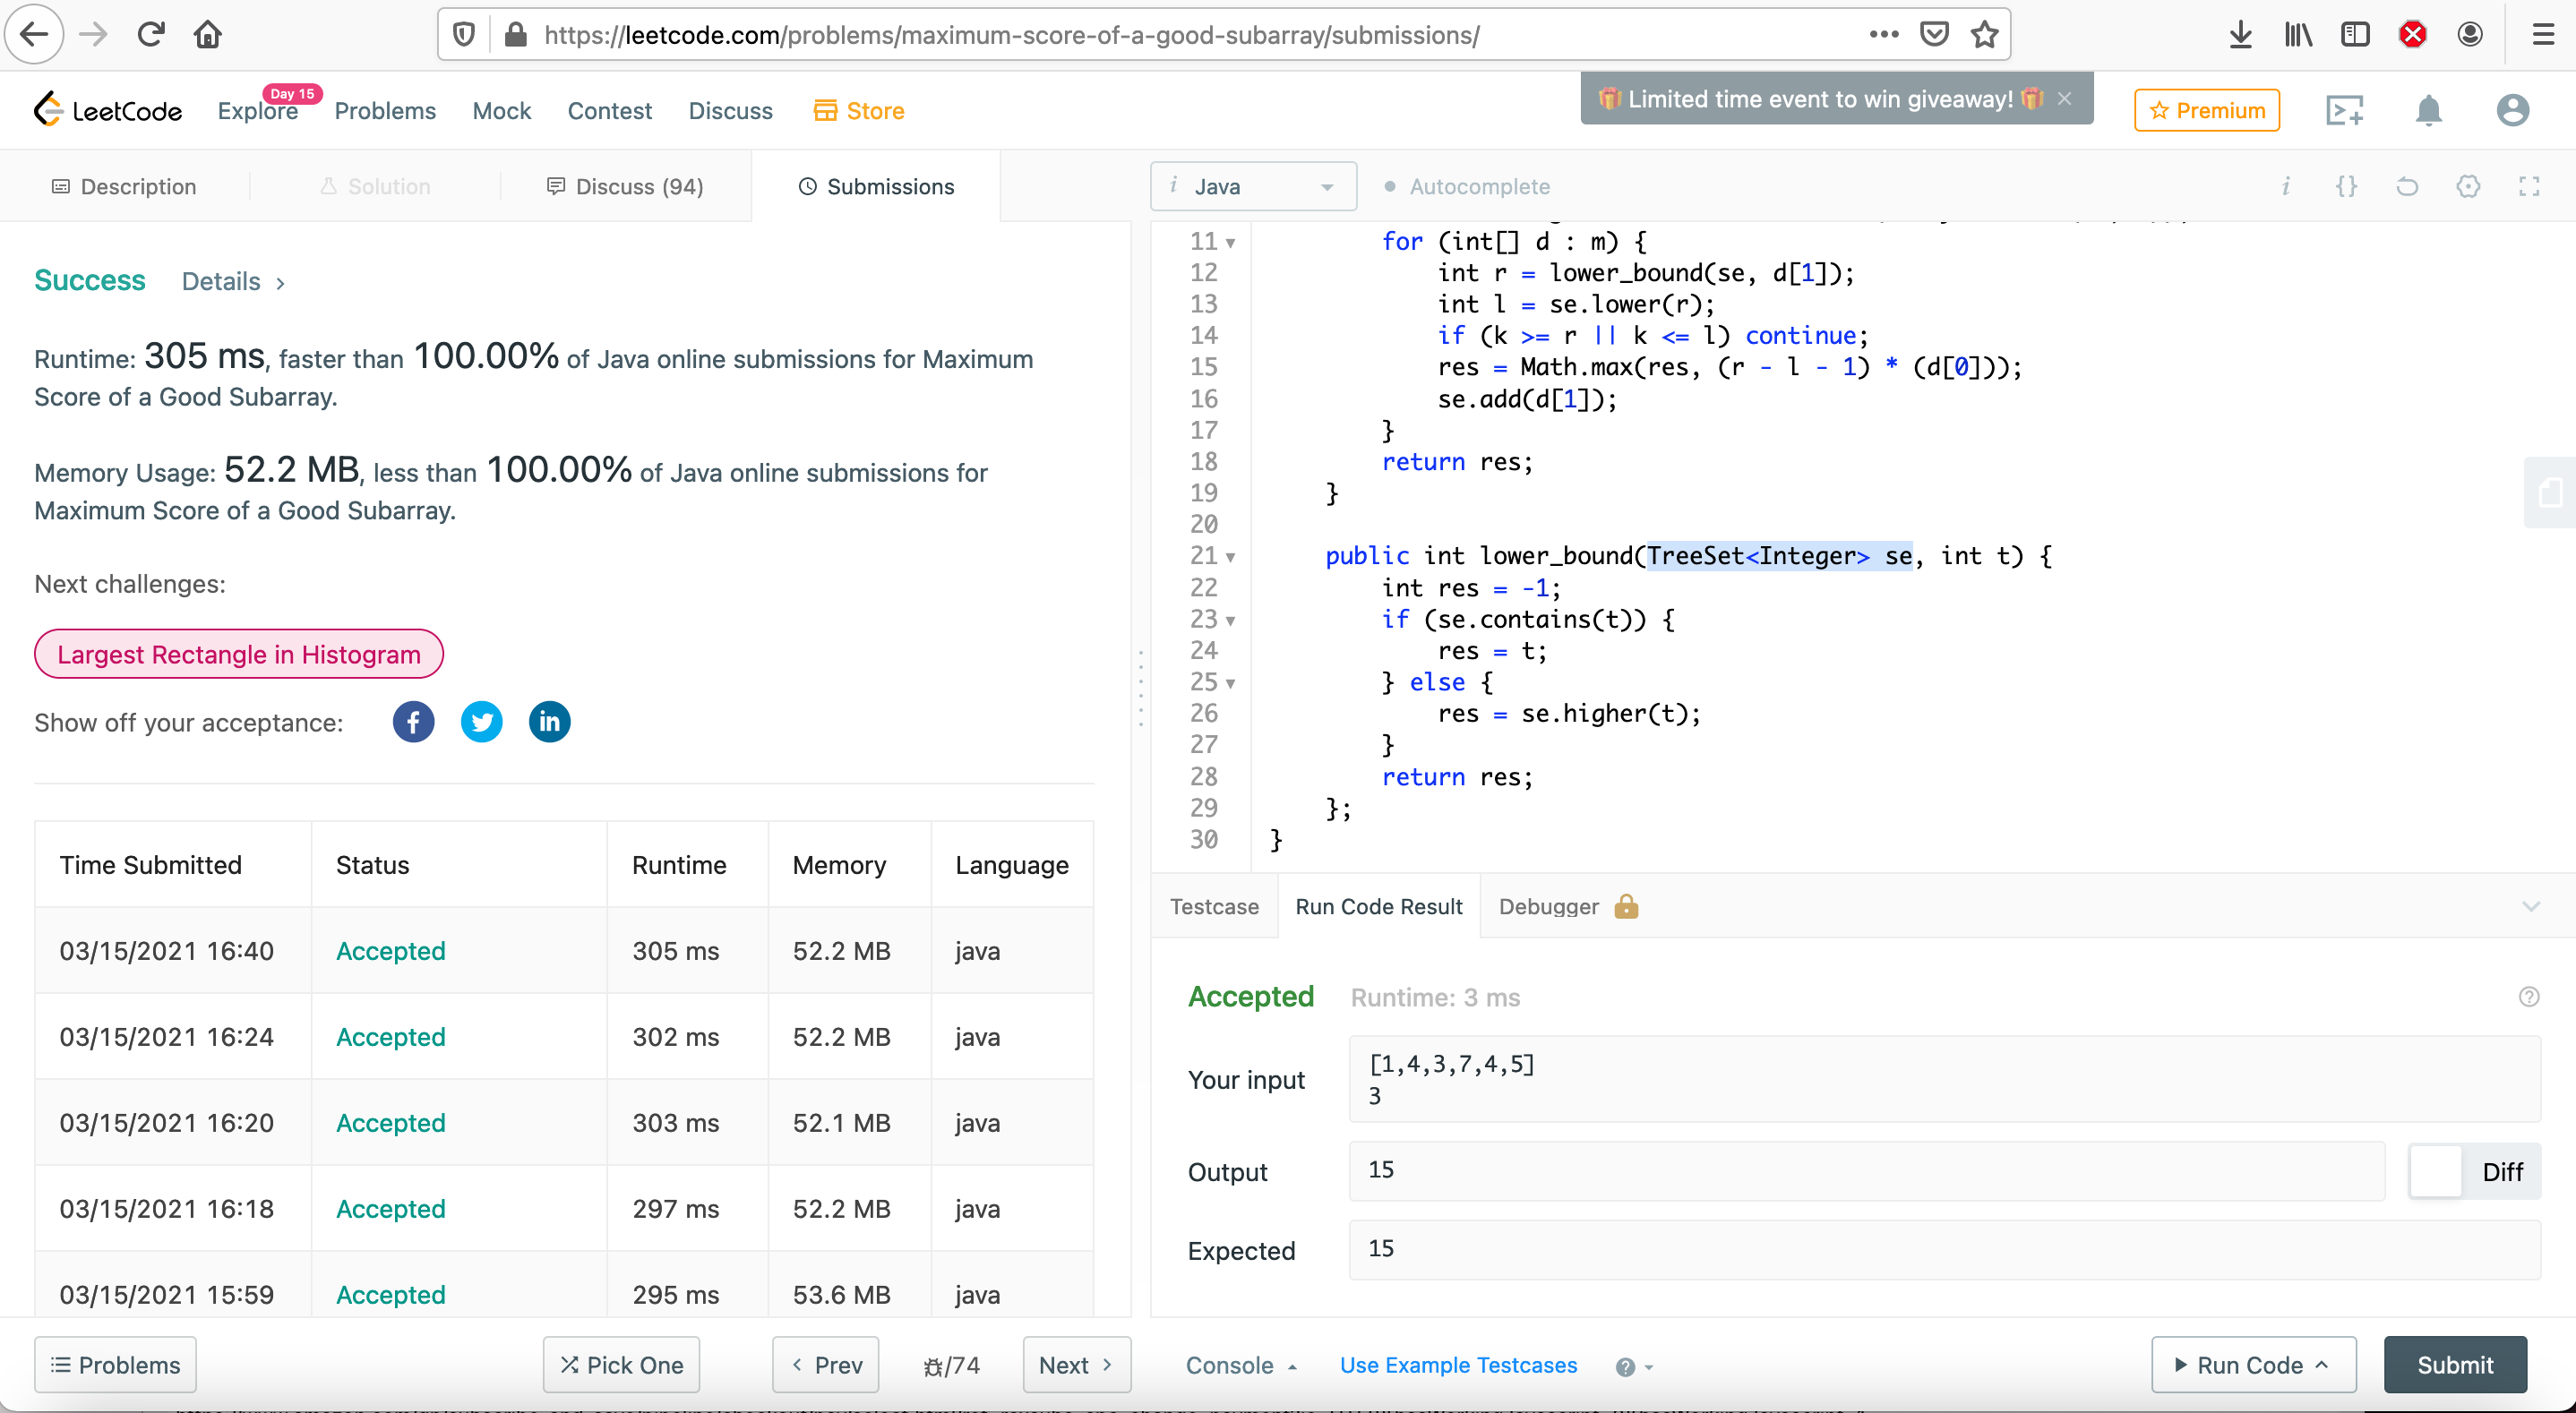 https://leetcode.com/problems/maximum-score-of-a-good-subarray/submissions/
LeetCode
Explore
Day 15
Problems
Mock
Contest
Discuss
Store
Limited time event to win giveaway!
Premium
Description
Solution
Discuss (94)
Submissions
Success Details >
Runtime: 305 ms, faster than 100.00% of Java online submissions for Maximum
Score of a Good Subarray.
Memory Usage: 52.2 MB, less than 100.00% of Java online submissions for
Maximum Score of a Good Subarray.
Next challenges:
Largest Rectangle in Histogram
Show off your acceptance:
Time Submitted Status Runtime Memory Language
03/15/2021 16:40 Accepted 305 ms 52.2 MB java
03/15/2021 16:24 Accepted 302 ms 52.2 MB java
03/15/2021 16:20 Accepted 303 ms 52.1 MB java
03/15/2021 16:18 Accepted 297 ms 52.2 MB java
03/15/2021 15:59 Accepted 295 ms 53.6 MB java
Problems
Pick One
< Prev
/74
Next >
i Java
Autocomplete
i {}
11 for (int[] d : m) {
12 int r = lower_bound(se, d[1]);
13 int l = se.lower(r);
14 if (k >= r || k <= l) continue;
15 res = Math.max(res, (r - l - 1) * (d[0]));
16 se.add(d[1]);
17 }
18 return res;
19 }
20
21 public int lower_bound(TreeSet<Integer> se, int t) {
22 int res = -1;
23 if (se.contains(t)) {
24 res = t;
25 } else {
26 res = se.higher(t);
27 }
28 return res;
29 };
30 }
Testcase
Run Code Result
Debugger
Accepted Runtime: 3 ms
Your input
[1,4,3,7,4,5]
3
Output
15
Diff
Expected
15
Console
Use Example Testcases
Run Code
Submit